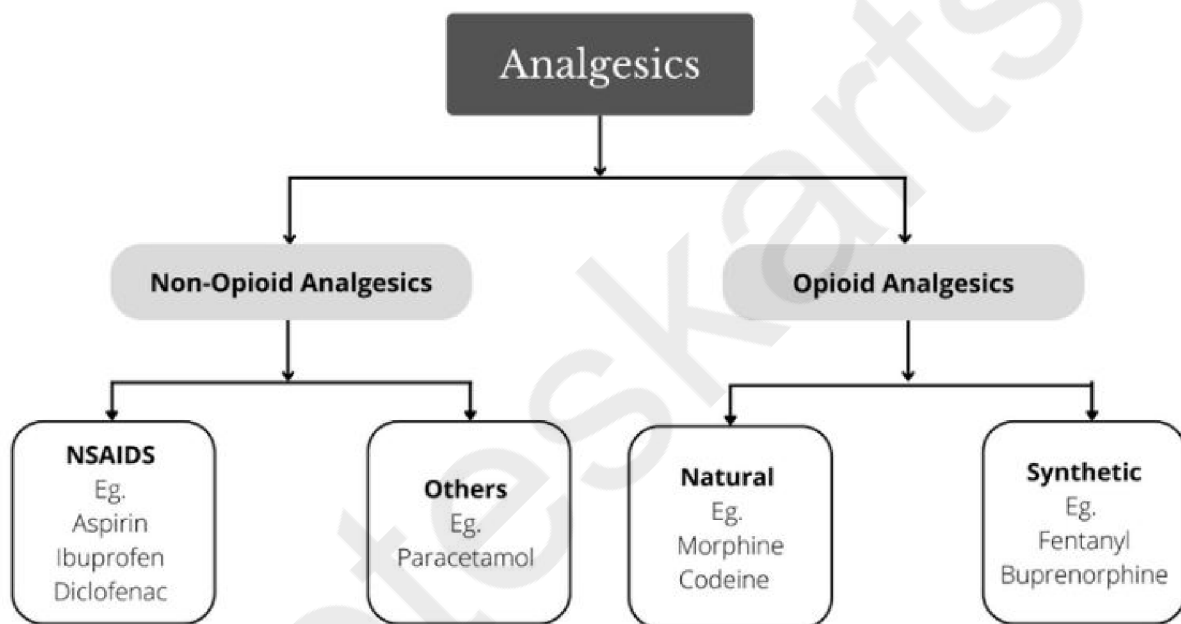 Analgesics
Non-Opioid Analgesics
Opioid Analgesics
NSAIDS
Eg.
Aspirin
Ibuprofen
Diclofenac
Others
Eg.
Paracetamol
Natural
Eg.
Morphine
Codeine
Synthetic
Eg.
Fentanyl
Buprenorphine
teskarts